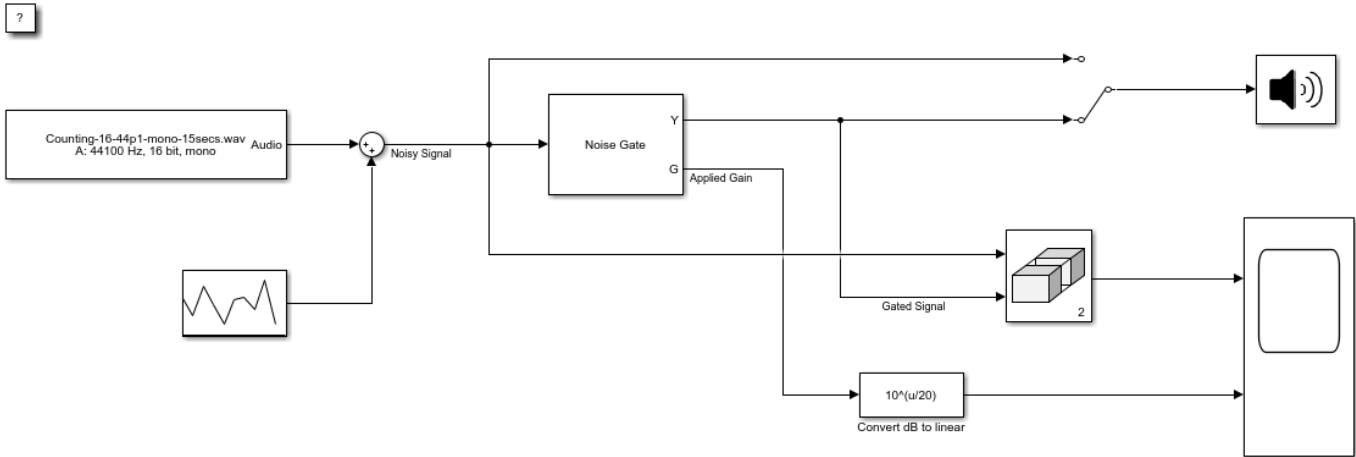 ?
Counting-16-44p1-mono-15secs.wav
A: 44100 Hz, 16 bit, mono
Audio
+
+
Noisy Signal
Noise Gate
Y
G
Applied Gain
Gated Signal
2
10^(u/20)
Convert dB to linear